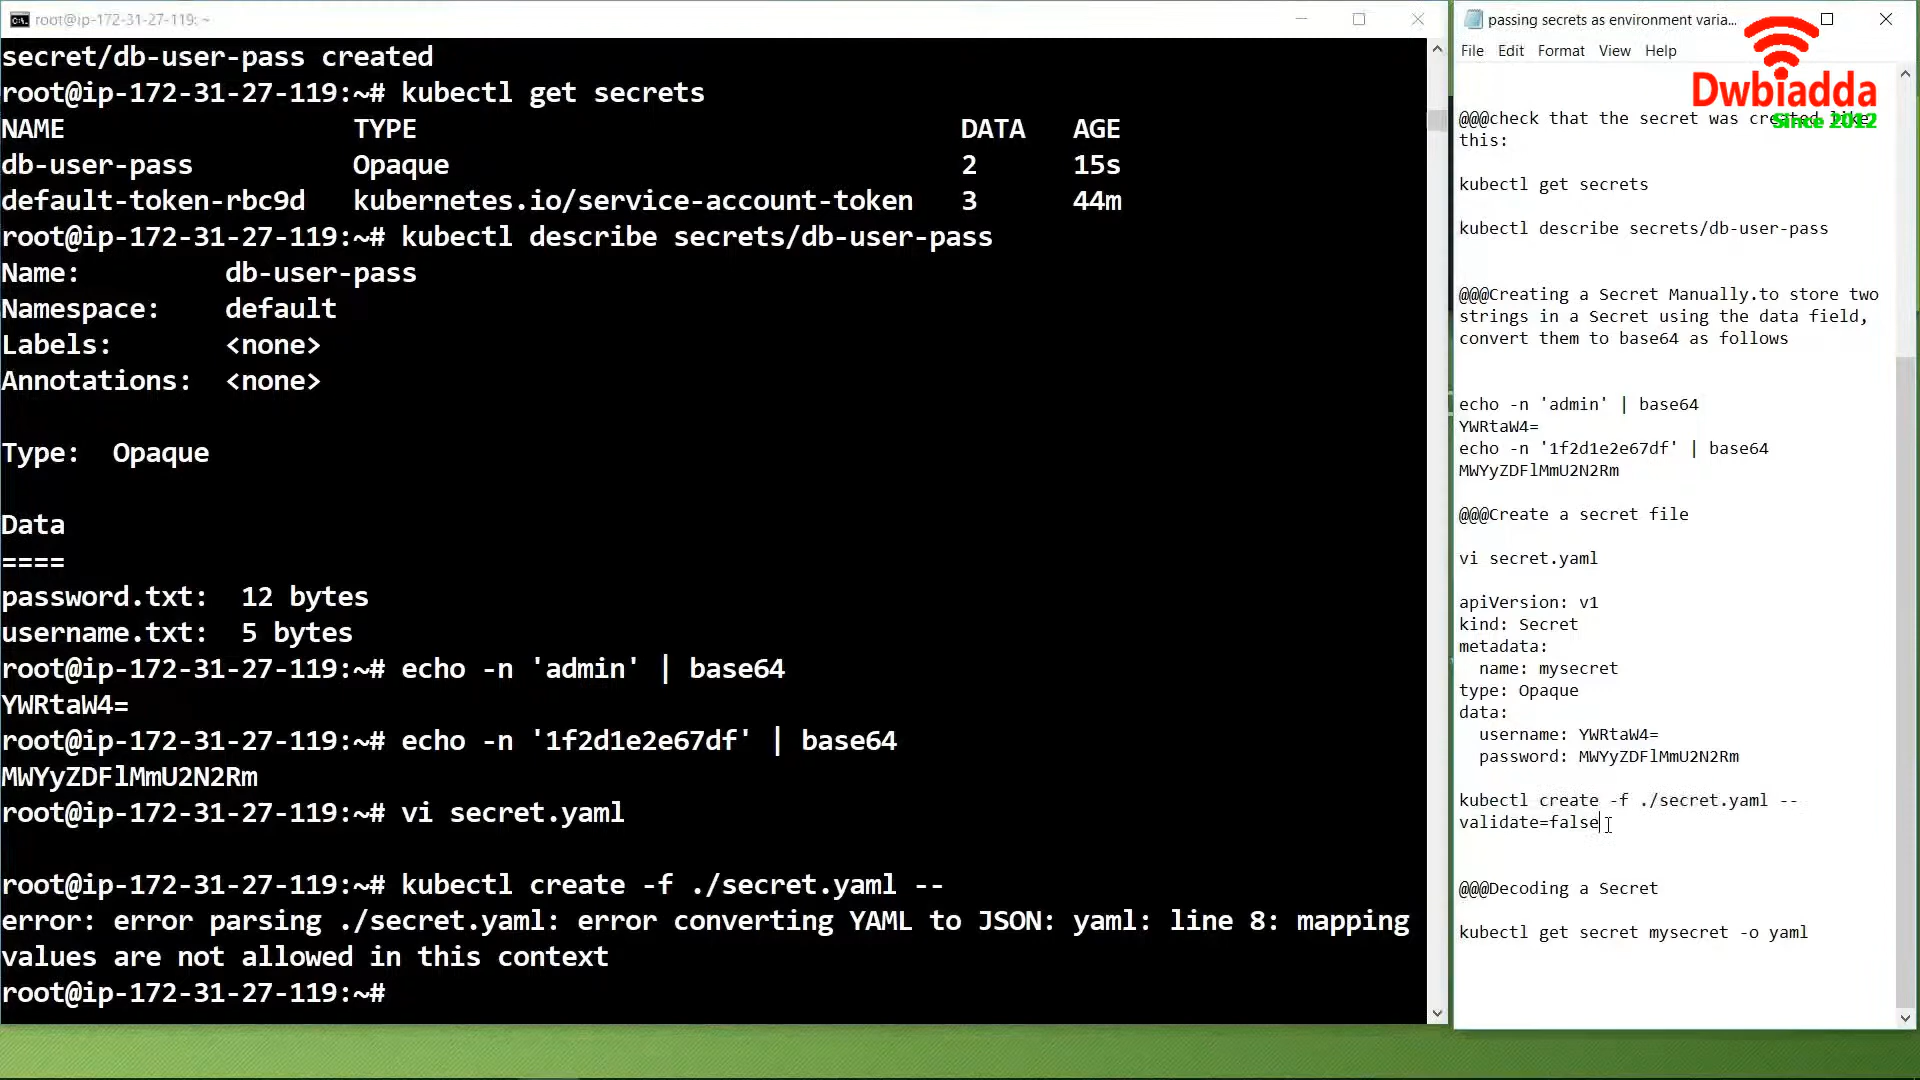 root@ip-172-31-27-119: ~
secret/db-user-pass created
root@ip-172-31-27-119:~# kubectl get secrets
NAME TYPE DATA AGE
db-user-pass Opaque 2 15s
default-token-rbc9d kubernetes.io/service-account-token 3 44m
root@ip-172-31-27-119:~# kubectl describe secrets/db-user-pass
Name: db-user-pass
Namespace: default
Labels: <none>
Annotations: <none>
Type: Opaque
Data
====
password.txt: 12 bytes
username.txt: 5 bytes
root@ip-172-31-27-119:~# echo -n 'admin' | base64
YWRtaW4=
root@ip-172-31-27-119:~# echo -n '1f2d1e2e67df' | base64
MWYyZDFlMmU2N2Rm
root@ip-172-31-27-119:~# vi secret.yaml
root@ip-172-31-27-119:~# kubectl create -f ./secret.yaml --
error: error parsing ./secret.yaml: error converting YAML to JSON: yaml: line 8: mapping
values are not allowed in this context
root@ip-172-31-27-119:~#
passing secrets as environment varia...
File Edit Format View Help
Dwbiadda
Since 2012
@@@check that the secret was created like
this:
kubectl get secrets
kubectl describe secrets/db-user-pass
@@@Creating a Secret Manually.to store two
strings in a Secret using the data field,
convert them to base64 as follows
echo -n 'admin' | base64
YWRtaW4=
echo -n '1f2d1e2e67df' | base64
MWYyZDFlMmU2N2Rm
@@@Create a secret file
vi secret.yaml
apiVersion: v1
kind: Secret
metadata:
  name: mysecret
type: Opaque
data:
  username: YWRtaW4=
  password: MWYyZDFlMmU2N2Rm
kubectl create -f ./secret.yaml --
validate=false
@@@Decoding a Secret
kubectl get secret mysecret -o yaml